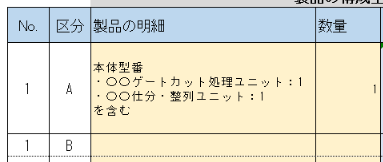 No. 区分 製品の明細 数量
1 A 本体型番
・〇〇ゲートカット処理ユニット：1
・〇〇仕分・整列ユニット：1
を含む
1
1 B